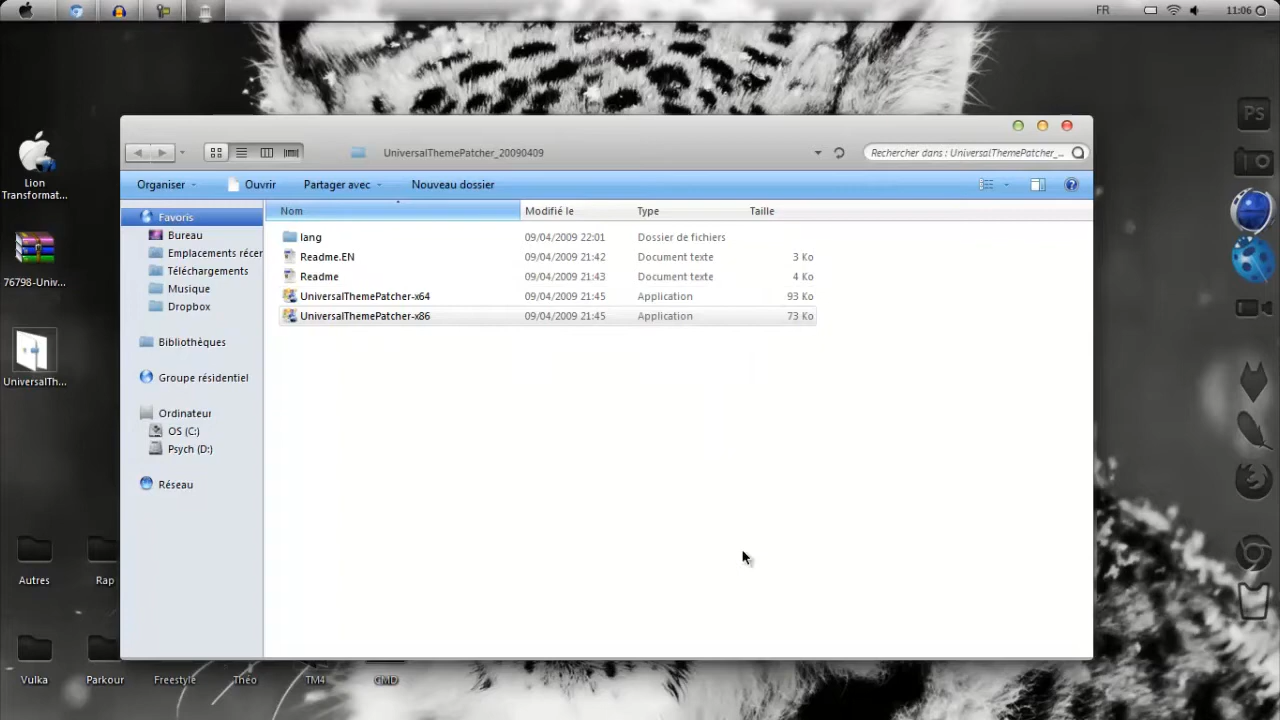 FR
11:06
PS
Lion
Transformat...
76798-Univ...
UniversalTh...
Autres
Rap
Vulka
Parkour
Freestyle
Théo
TM4
CMD
UniversalThemePatcher_20090409
Rechercher dans : UniversalThemePatcher_...
Organiser
Ouvrir
Partager avec
Nouveau dossier
Favoris
Bureau
Emplacements récer
Téléchargements
Musique
Dropbox
Bibliothèques
Groupe résidentiel
Ordinateur
OS (C:)
Psych (D:)
Réseau
Nom Modifié le Type Taille
lang 09/04/2009 22:01 Dossier de fichiers
Readme.EN 09/04/2009 21:42 Document texte 3 Ko
Readme 09/04/2009 21:43 Document texte 4 Ko
UniversalThemePatcher-x64 09/04/2009 21:45 Application 93 Ko
UniversalThemePatcher-x86 09/04/2009 21:45 Application 73 Ko